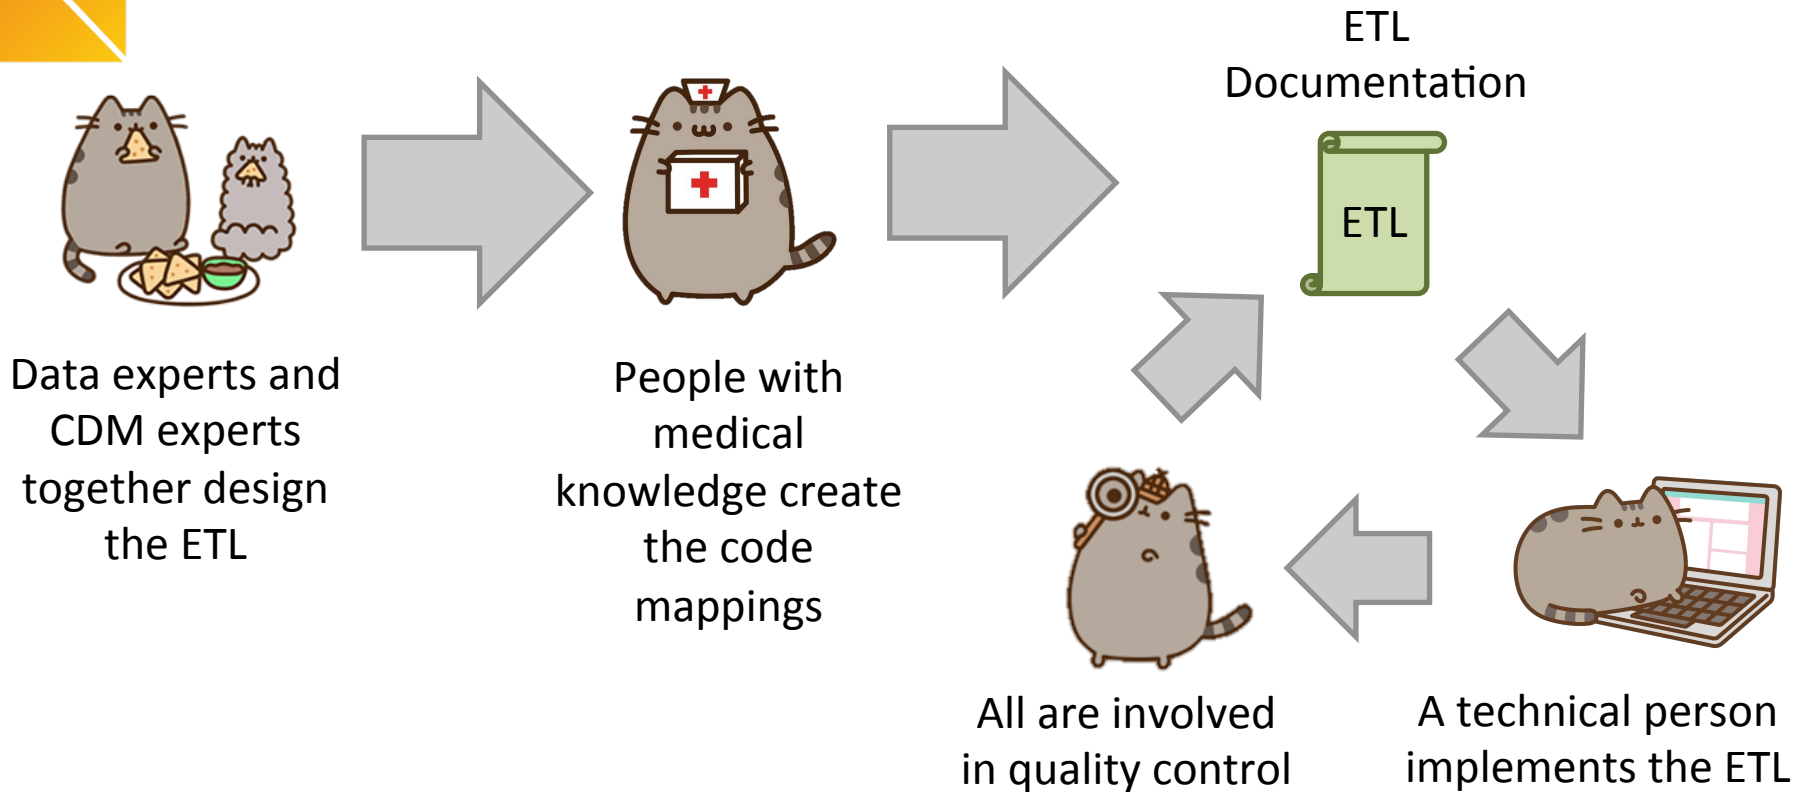 Data experts and
CDM experts
together design
the ETL
People with
medical
knowledge create
the code
mappings
ETL
Documentation
ETL
A technical person
implements the ETL
All are involved
in quality control